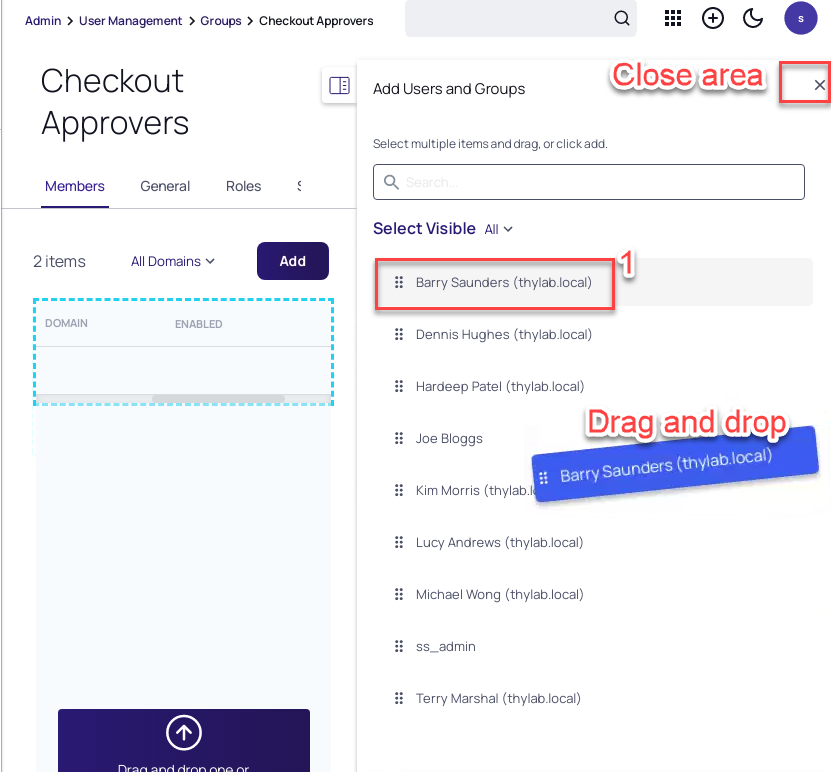 Admin > User Management > Groups > Checkout Approvers
s
Checkout
Approvers
Members General Roles
2 items All Domains Add
DOMAIN ENABLED
Drag and drop one or
Add Users and Groups
Close area
Select multiple items and drag, or click add.
Search...
Select Visible All
Barry Saunders (thylab.local)
1
Dennis Hughes (thylab.local)
Hardeep Patel (thylab.local)
Joe Bloggs
Drag and drop
Barry Saunders (thylab.local)
Kim Morris (thylab.l
Lucy Andrews (thylab.local)
Michael Wong (thylab.local)
ss_admin
Terry Marshal (thylab.local)